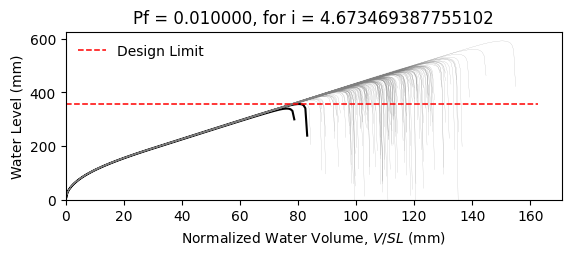 Pf = 0.010000, for i = 4.673469387755102
Design Limit
Water Level (mm)
600
400
200
0
0 20 40 60 80 100 120 140 160
Normalized Water Volume, V/SL (mm)